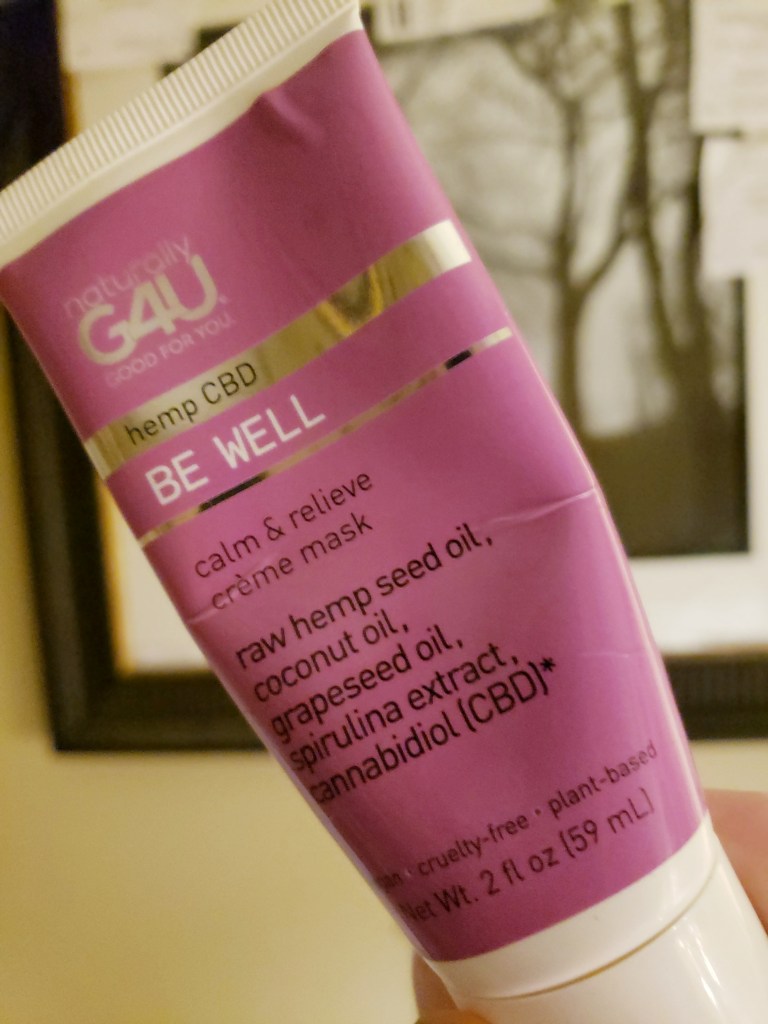 naturally
G4U®
GOOD FOR YOU.
hemp CBD
BE WELL
calm & relieve
crème mask
raw hemp seed oil,
coconut oil,
grapeseed oil,
spirulina extract,
cannabidiol (CBD)*
· cruelty-free · plant-based
Net Wt. 2 fl oz (59 mL)